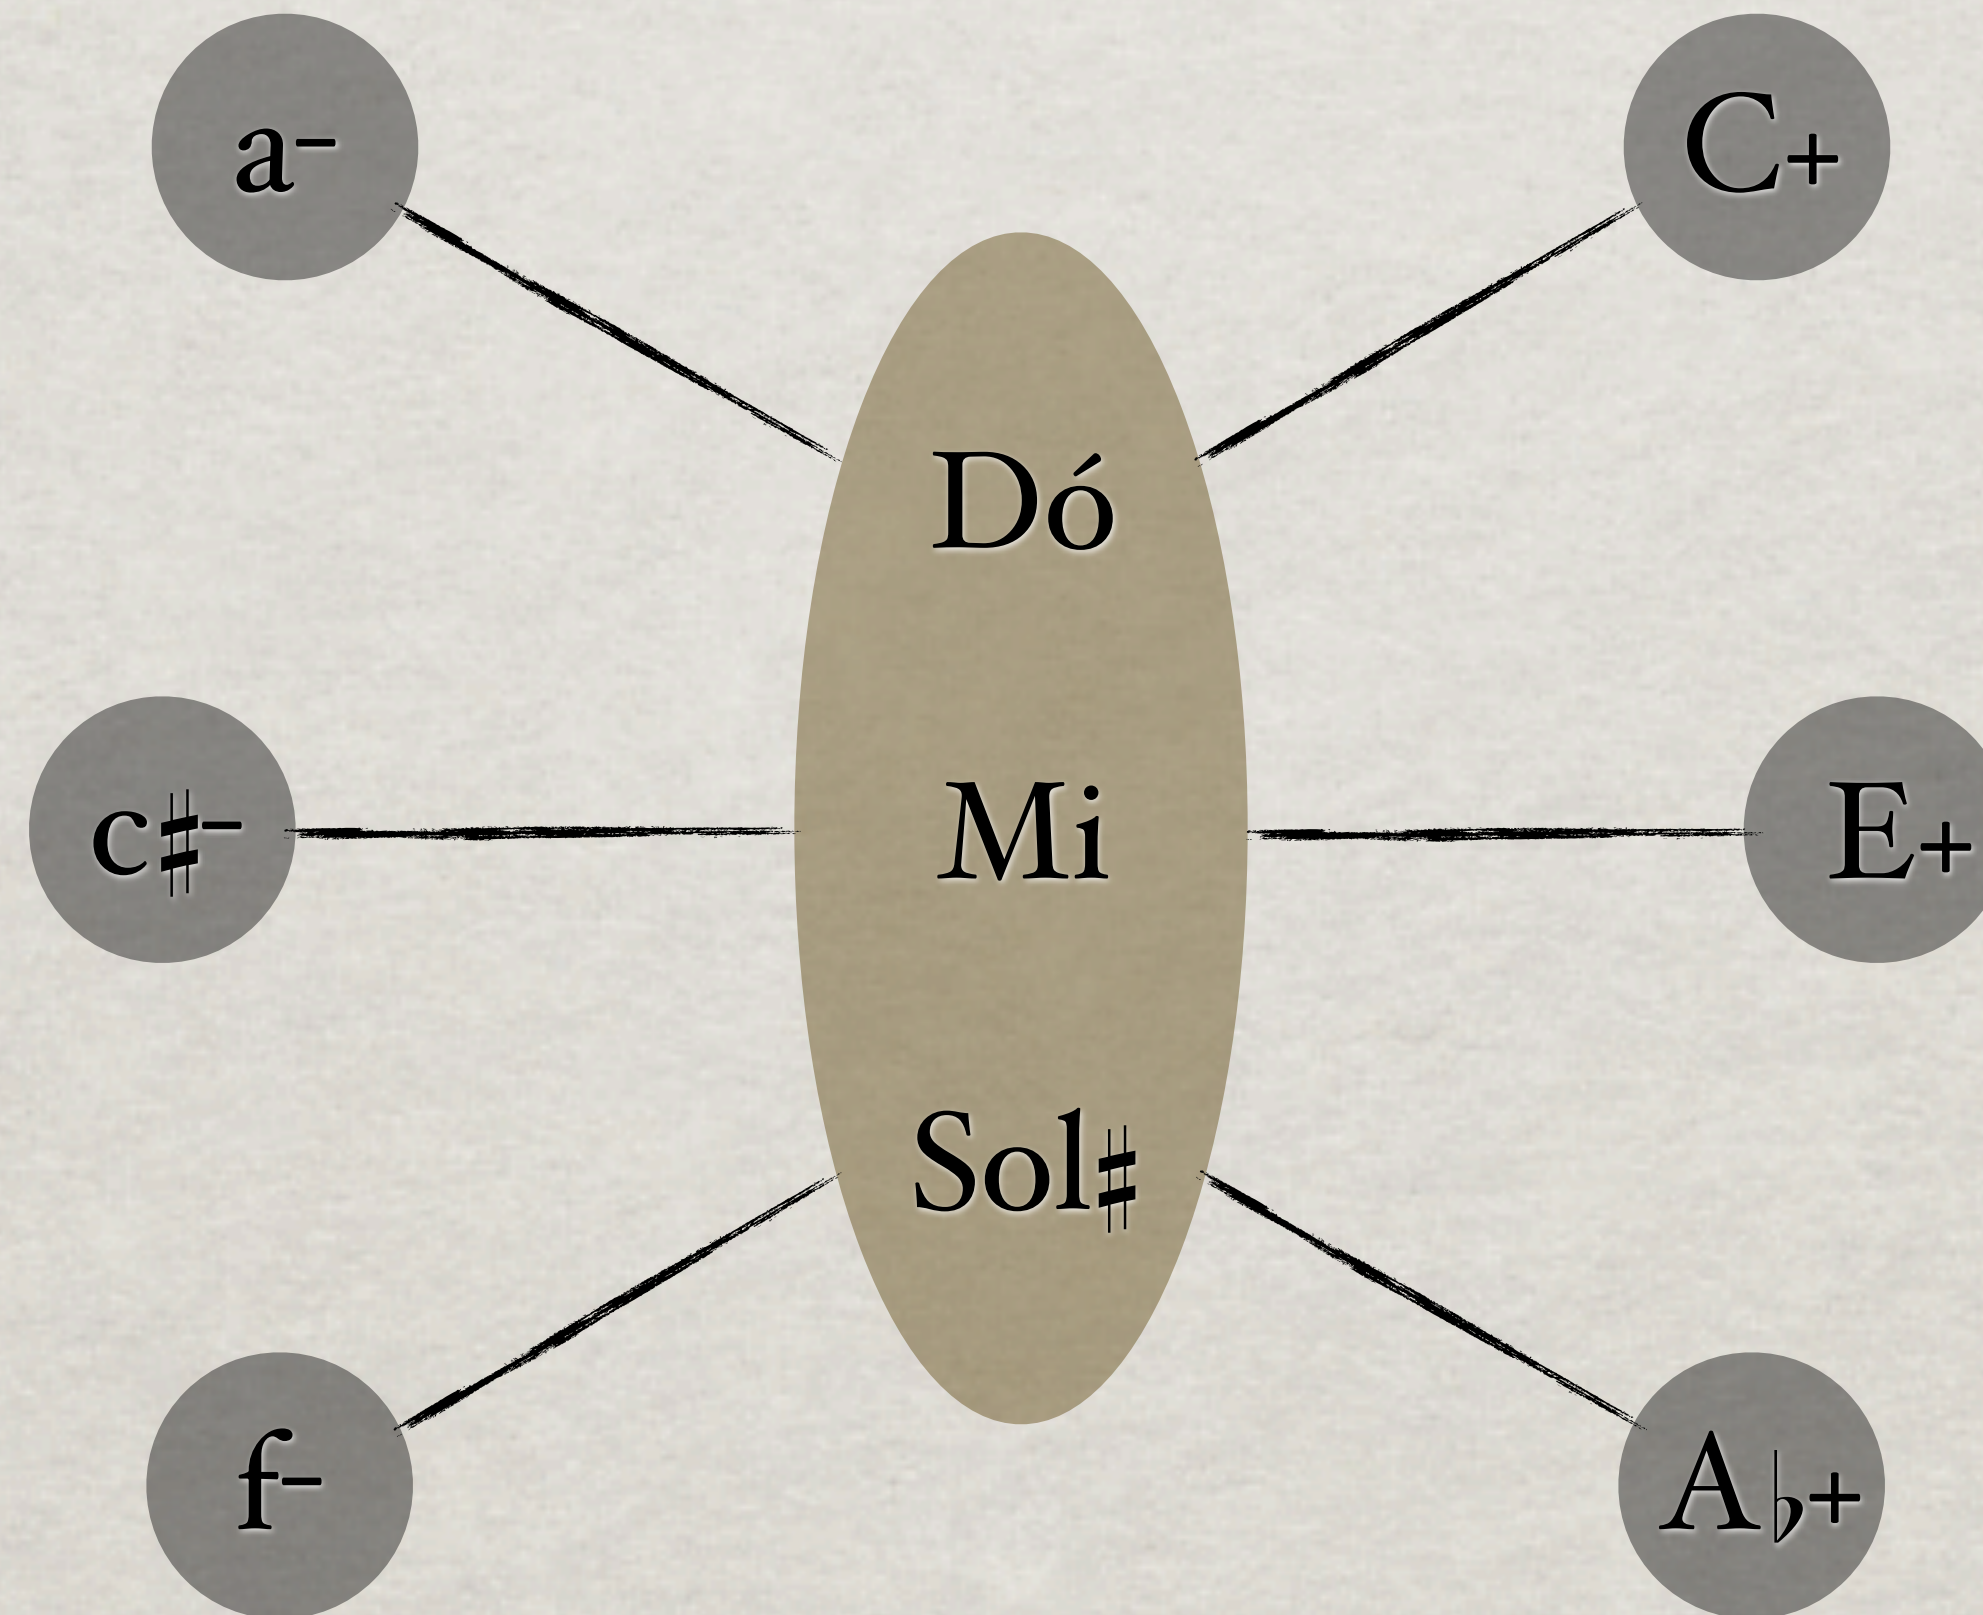 a- C+
Dó
c♯- Mi E+
Sol♯
f- A♭+